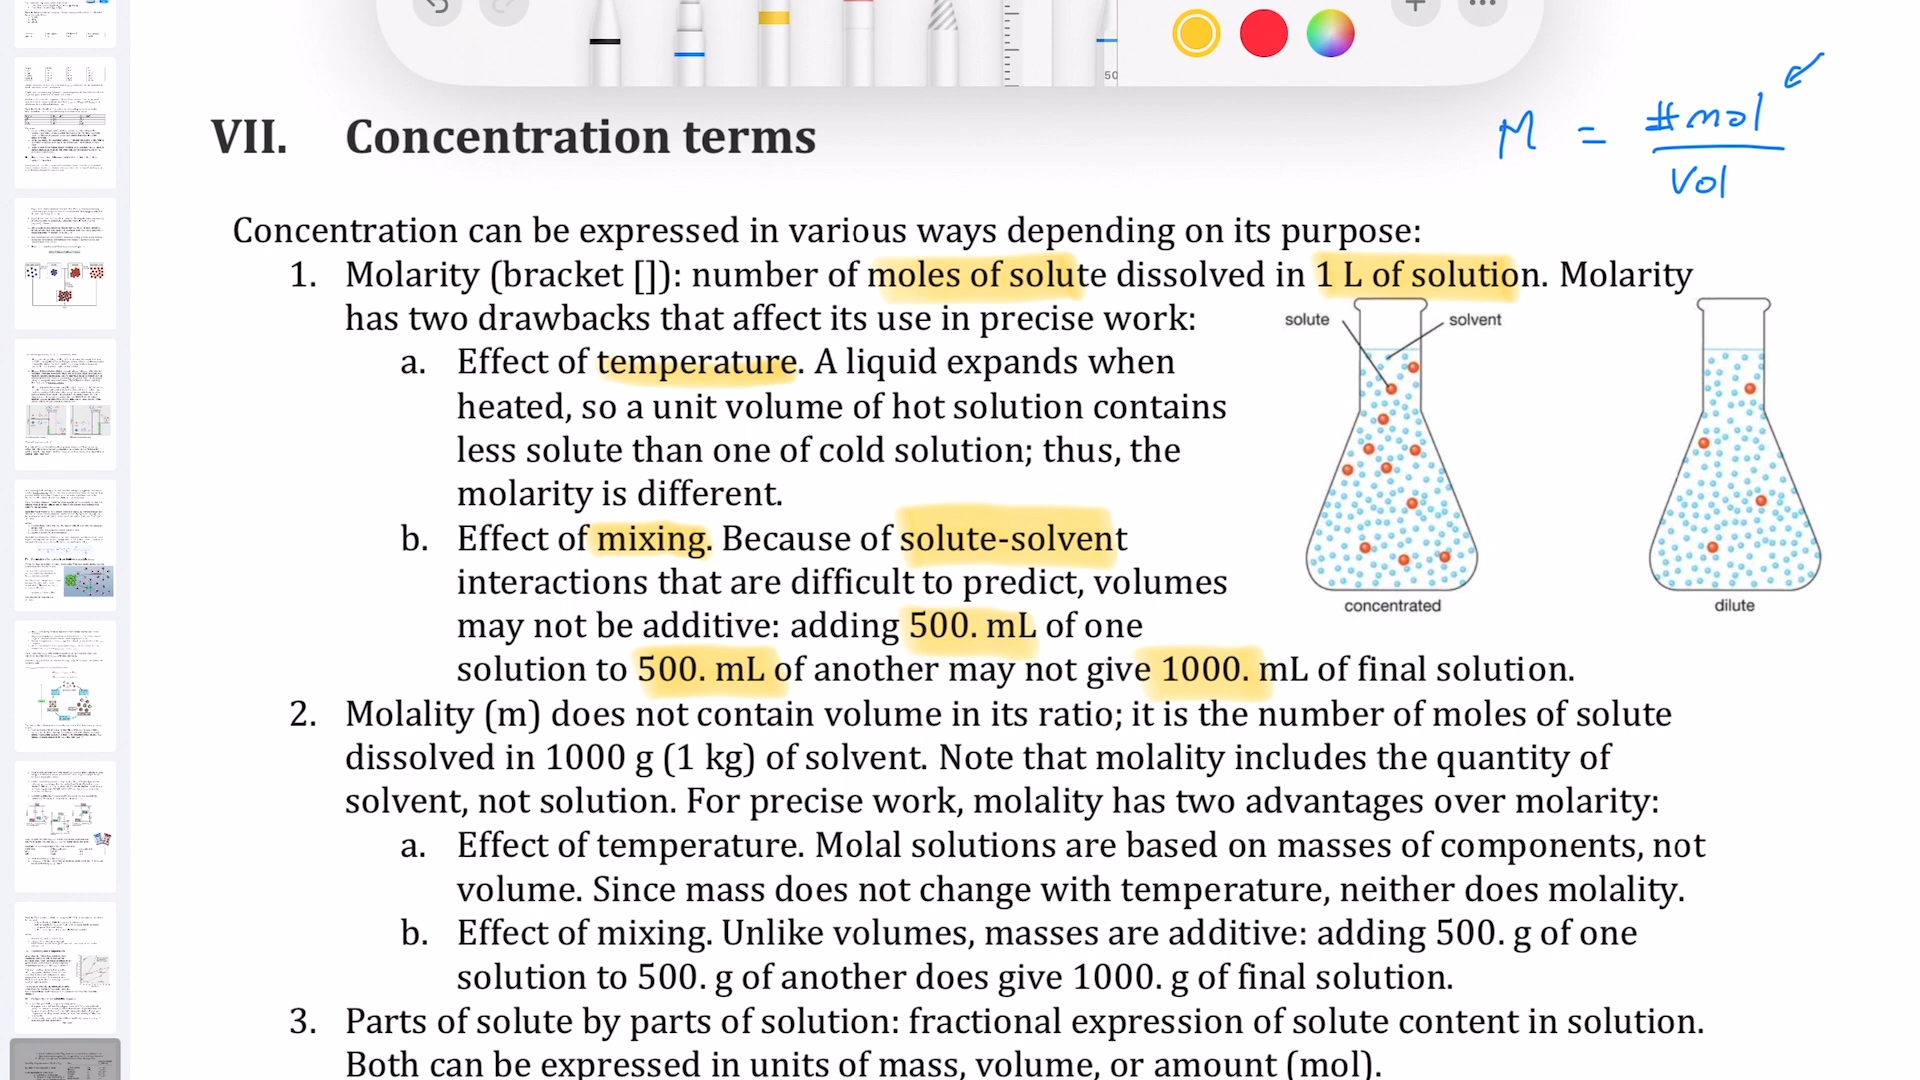 50
M = #mol
Vol
VII. Concentration terms
Concentration can be expressed in various ways depending on its purpose:
1. Molarity (bracket []): number of moles of solute dissolved in 1 L of solution. Molarity
has two drawbacks that affect its use in precise work:
solute
solvent
a. Effect of temperature. A liquid expands when
heated, so a unit volume of hot solution contains
less solute than one of cold solution; thus, the
molarity is different.
b. Effect of mixing. Because of solute-solvent
interactions that are difficult to predict, volumes
concentrated
dilute
may not be additive: adding 500. mL of one
solution to 500. mL of another may not give 1000. mL of final solution.
2. Molality (m) does not contain volume in its ratio; it is the number of moles of solute
dissolved in 1000 g (1 kg) of solvent. Note that molality includes the quantity of
solvent, not solution. For precise work, molality has two advantages over molarity:
a. Effect of temperature. Molal solutions are based on masses of components, not
volume. Since mass does not change with temperature, neither does molality.
b. Effect of mixing. Unlike volumes, masses are additive: adding 500. g of one
solution to 500. g of another does give 1000. g of final solution.
3. Parts of solute by parts of solution: fractional expression of solute content in solution.
Both can be expressed in units of mass, volume, or amount (mol).